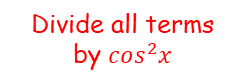 Divide all terms
by cos²x